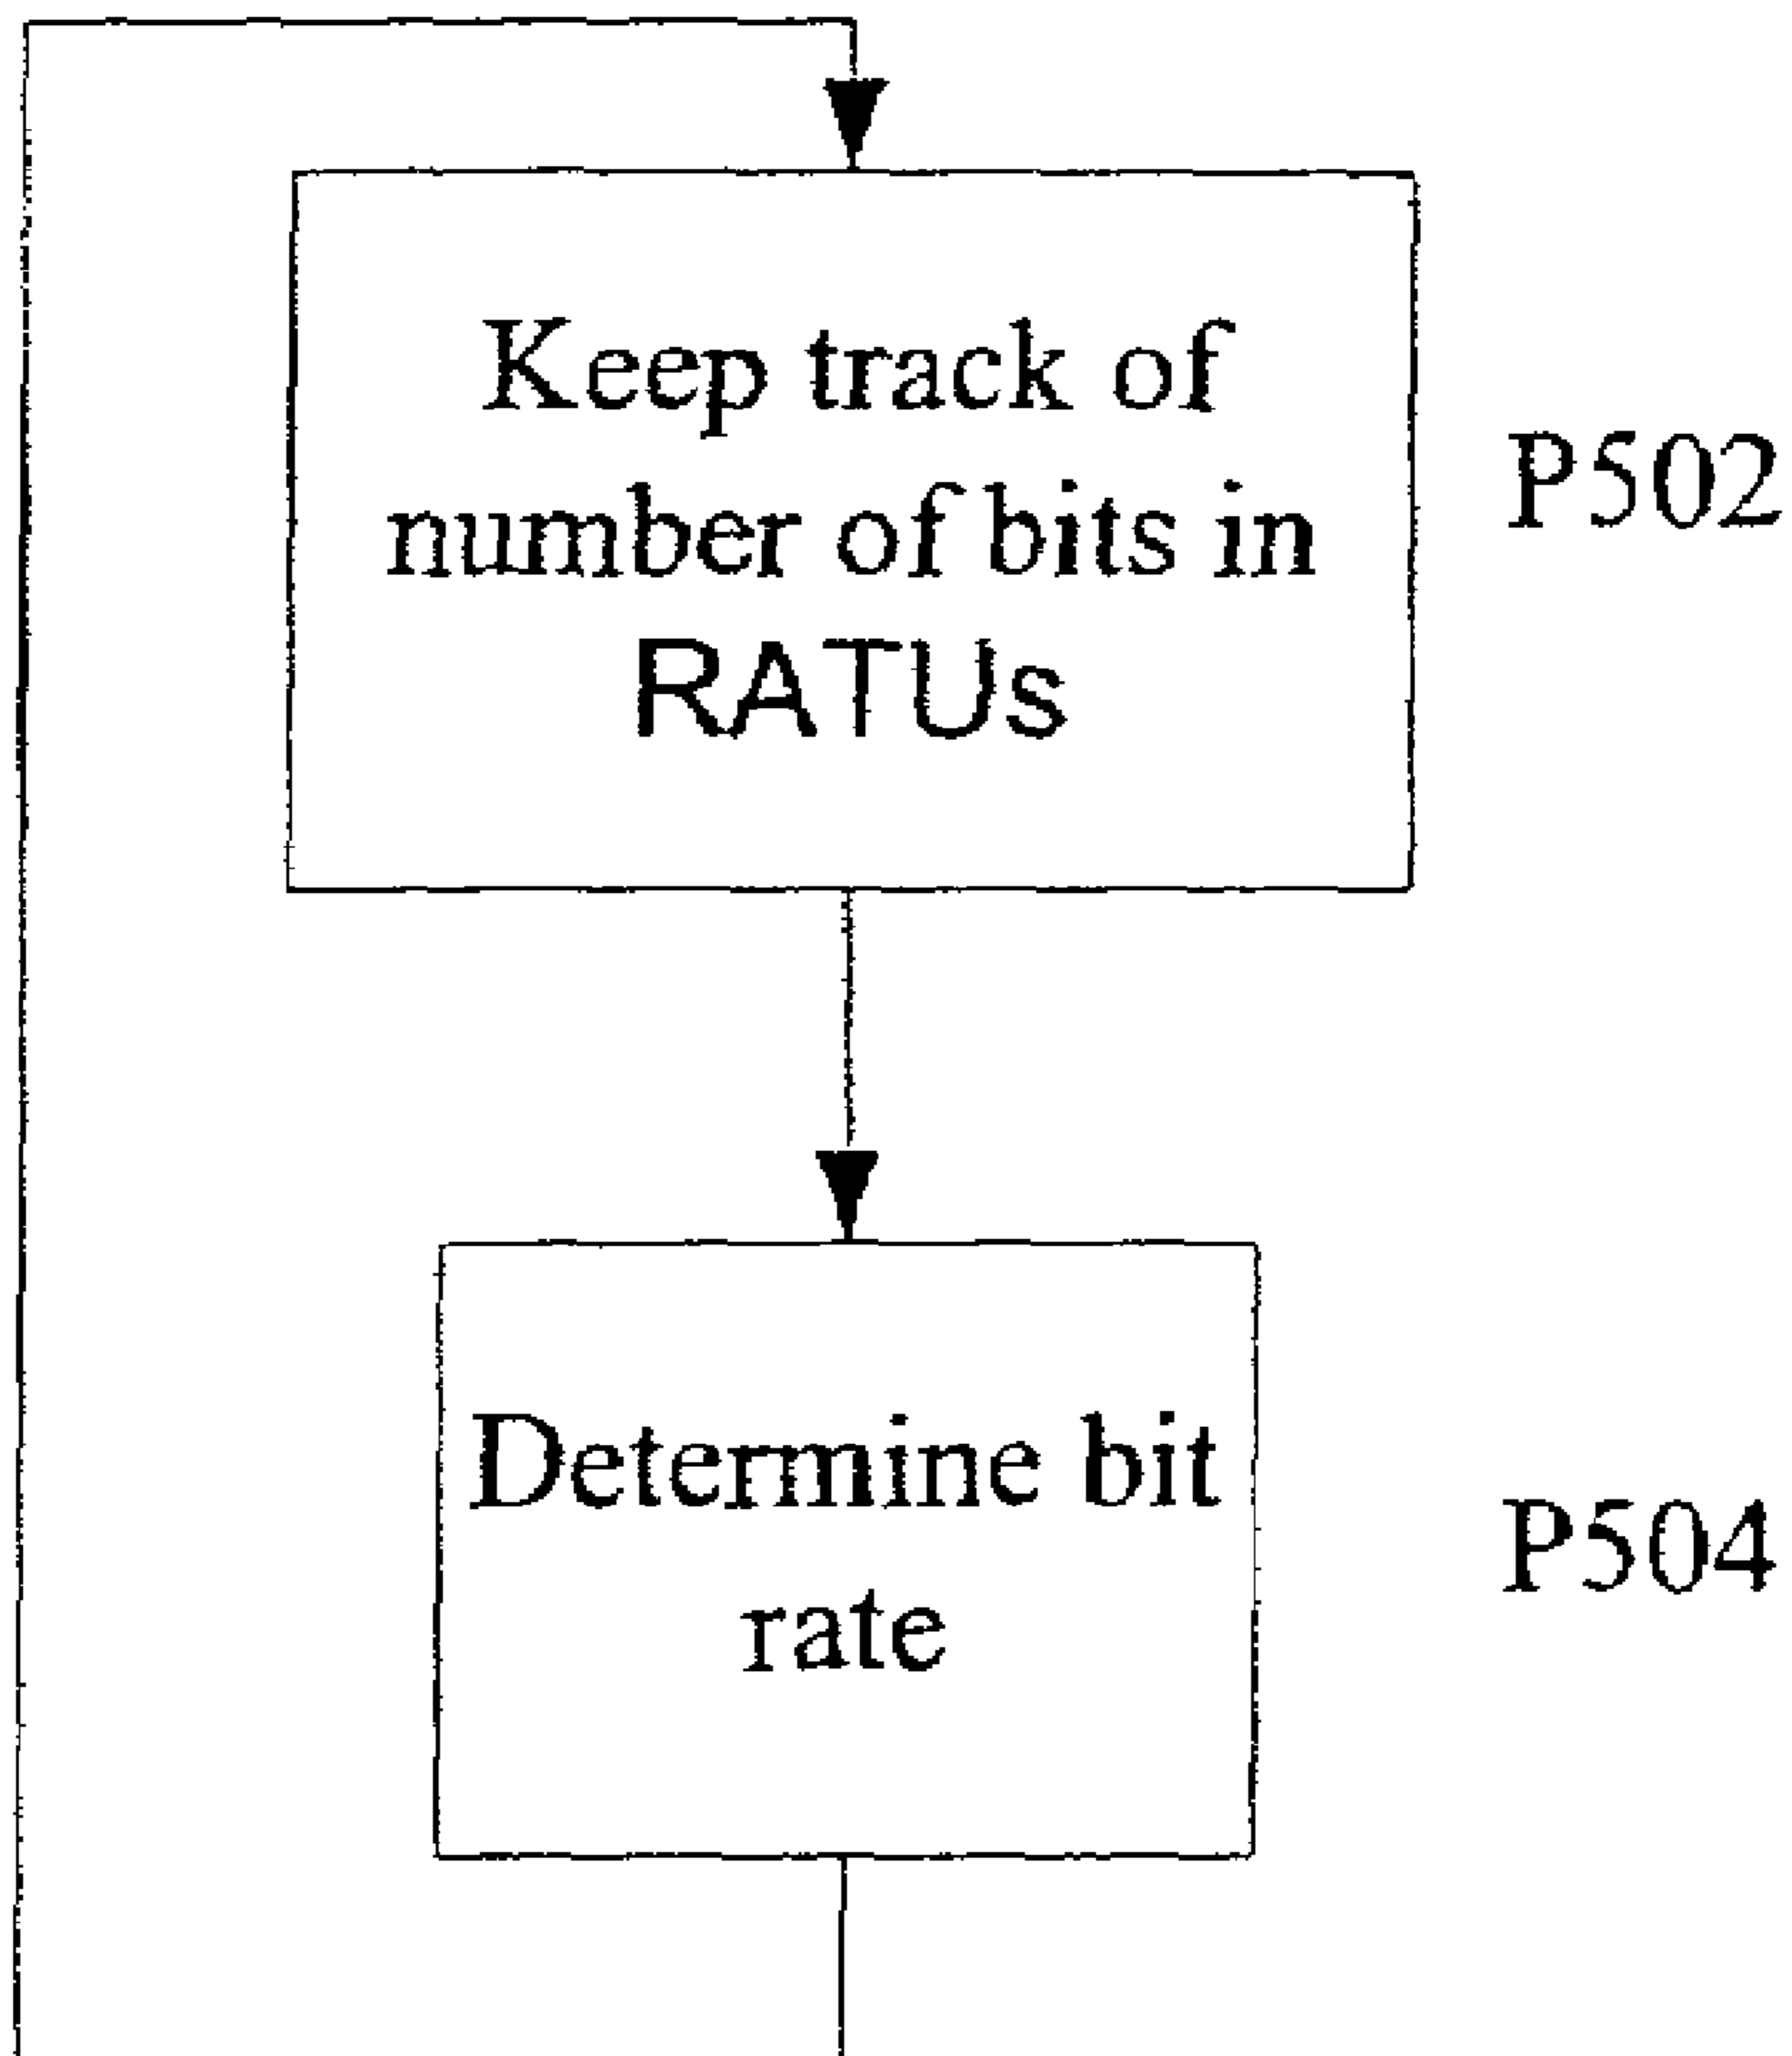 Keep track of
number of bits in
RATUs
P502
Determine bit
rate
P504